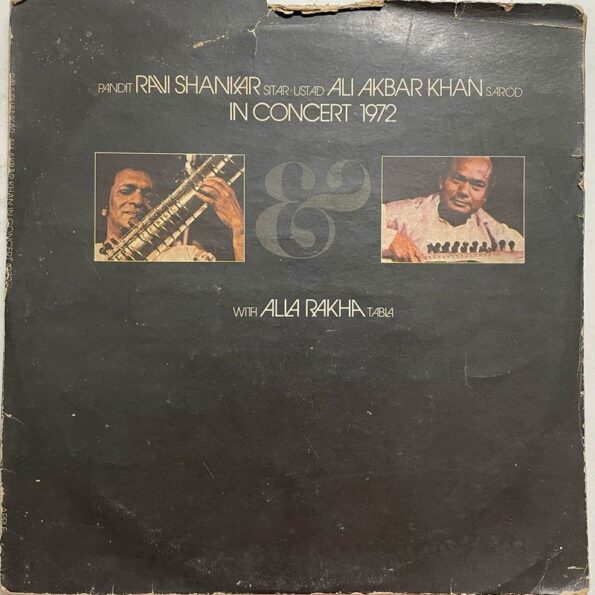 PANDIT RAVI SHANKAR SITAR · USTAD ALI AKBAR KHAN SAROD
IN CONCERT · 1972
&
WITH ALLA RAKHA TABLA